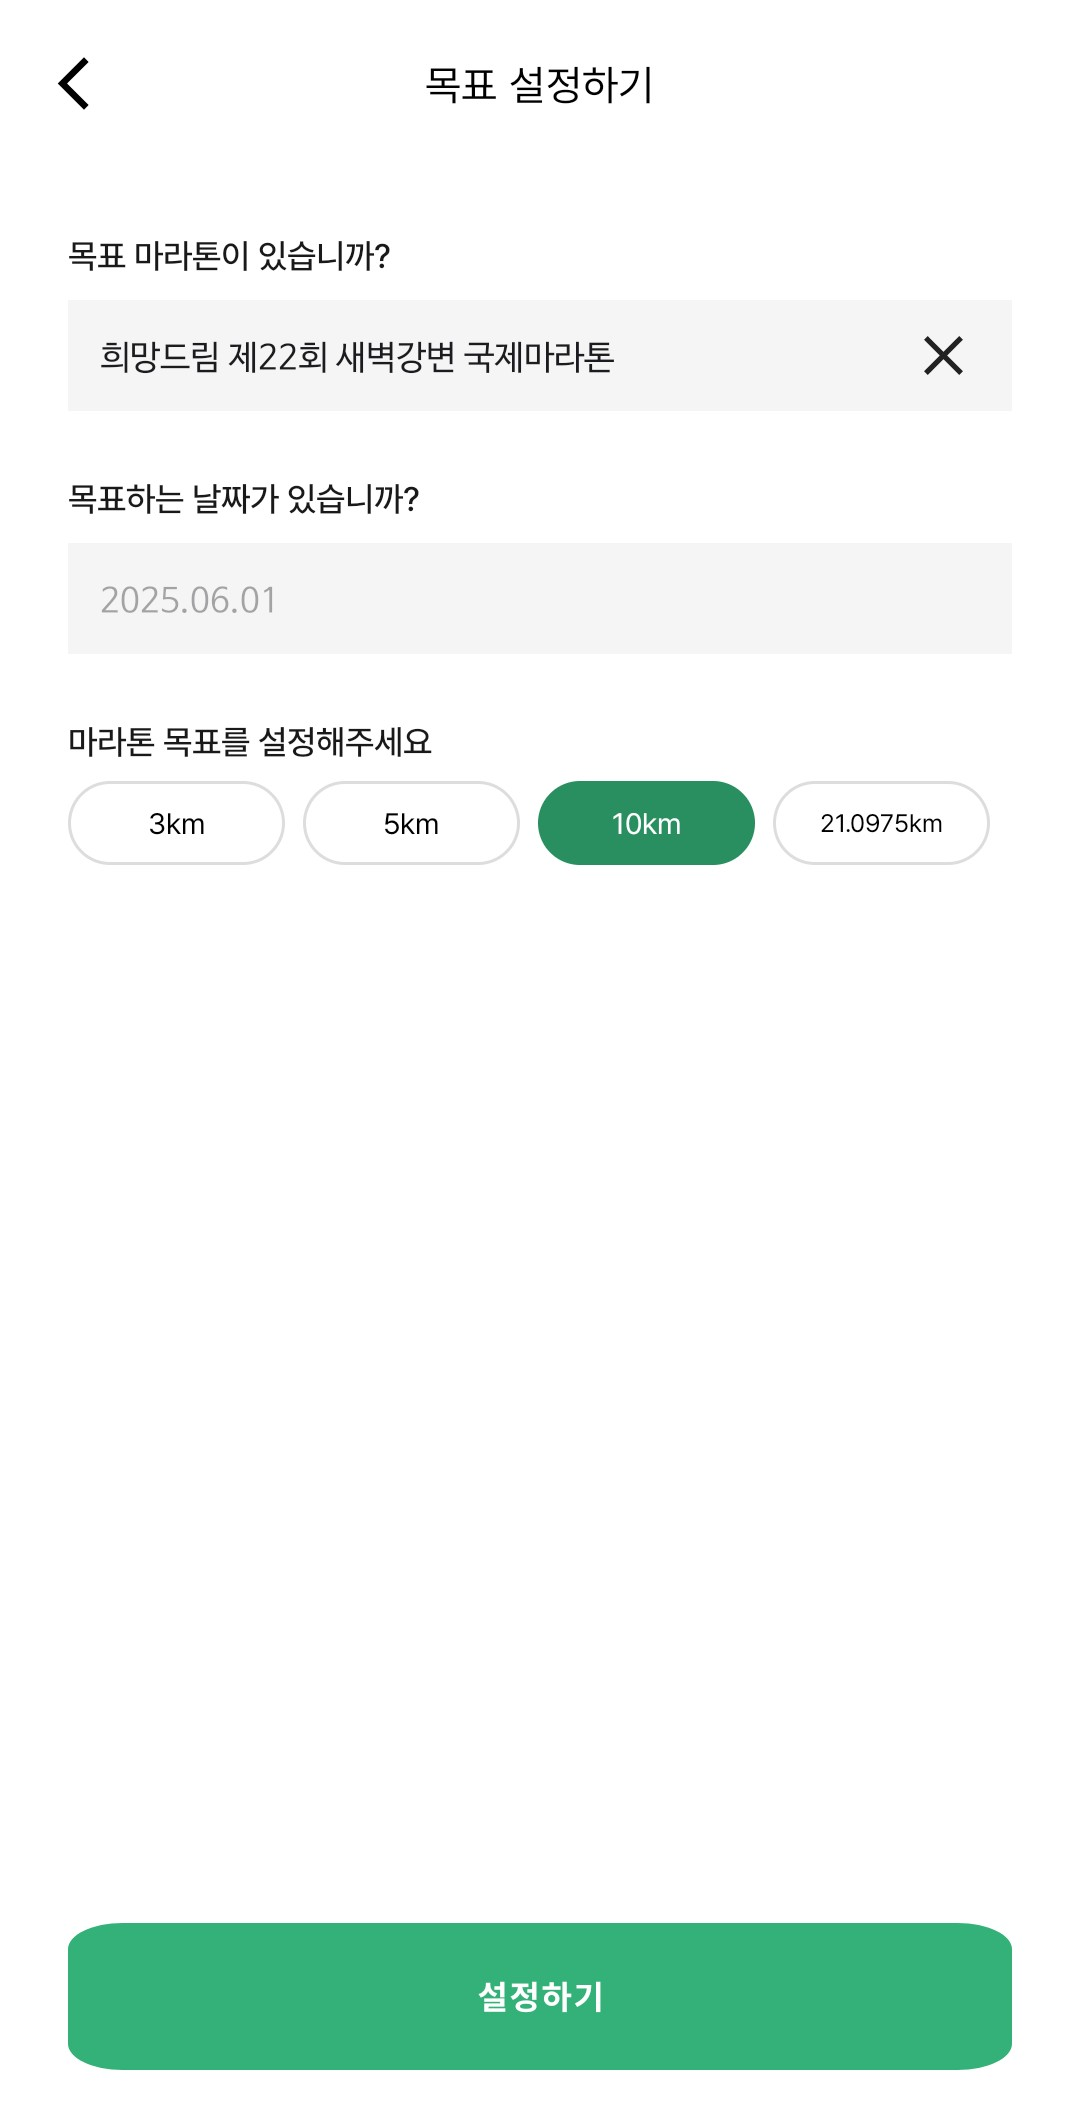 목표 설정하기
목표 마라톤이 있습니까?
희망드림 제22회 새벽강변 국제마라톤
목표하는 날짜가 있습니까?
2025.06.01
마라톤 목표를 설정해주세요
3km 5km 10km 21.0975km
설정하기